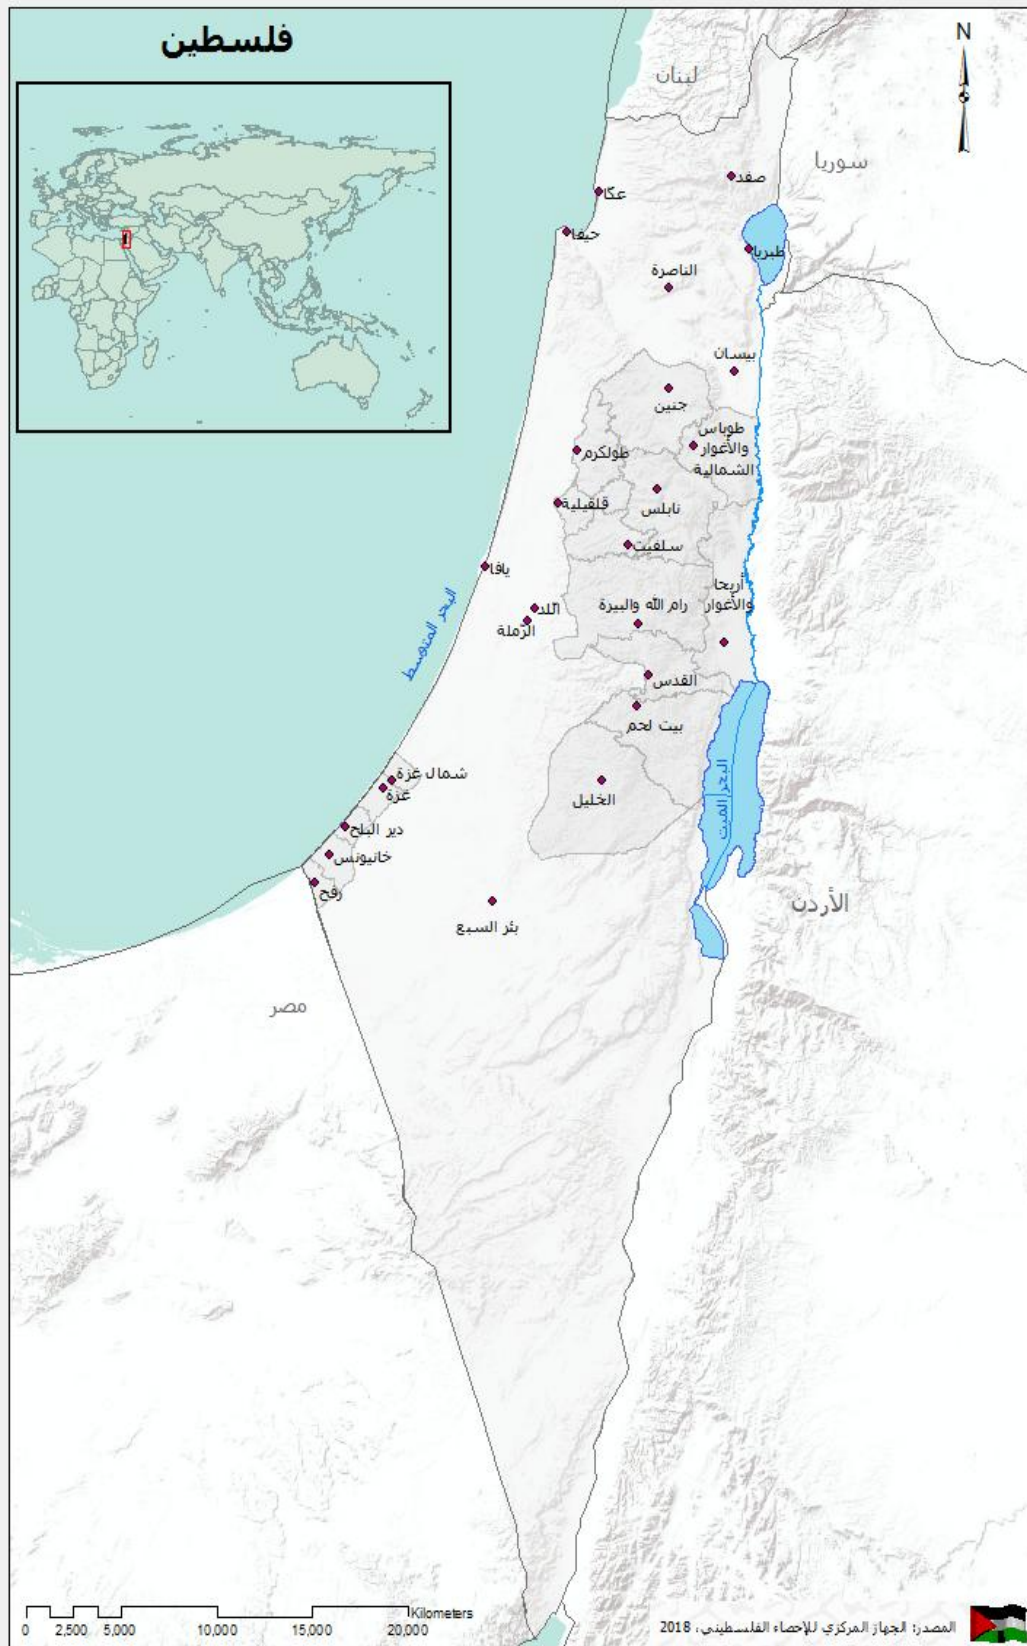 فلسطين
N
لبنان
سوريا
صفد
عكّا
حيفا
طبريا
الناصرة
بيسان
جنين
طوباس
والأغوار
الشمالية
طولكرم
نابلس
قلقيلية
سلفيت
يافا
أريحا
والأغوار
رام الله والبيرة
اللد
الرّملة
البحر المتوسط
القدس
بيت لحم
البحر الميت
شمال غزة
غزة
الخليل
دير البلح
خانيونس
رفح
الأردن
بئر السبع
مصر
Kilometers
0 2,500 5,000 10,000 15,000 20,000
المصدر: الجهاز المركزي للإحصاء الفلسطيني، 2018